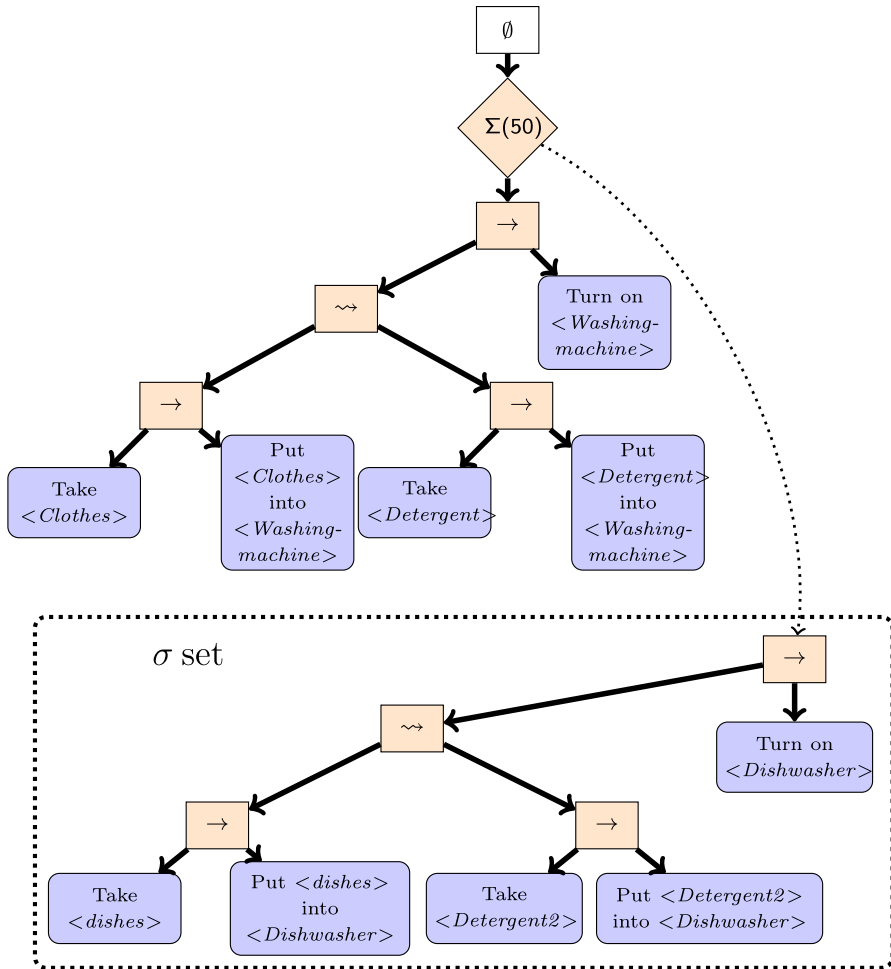 ∅
Σ(50)
→
⇝
Turn on
<Washing-
machine>
→
→
Take
<Clothes>
Put
<Clothes>
into
<Washing-
machine>
Take
<Detergent>
Put
<Detergent>
into
<Washing-
machine>
σ set
→
⇝
Turn on
<Dishwasher>
→
→
Take
<dishes>
Put <dishes>
into
<Dishwasher>
Take
<Detergent2>
Put <Detergent2>
into <Dishwasher>